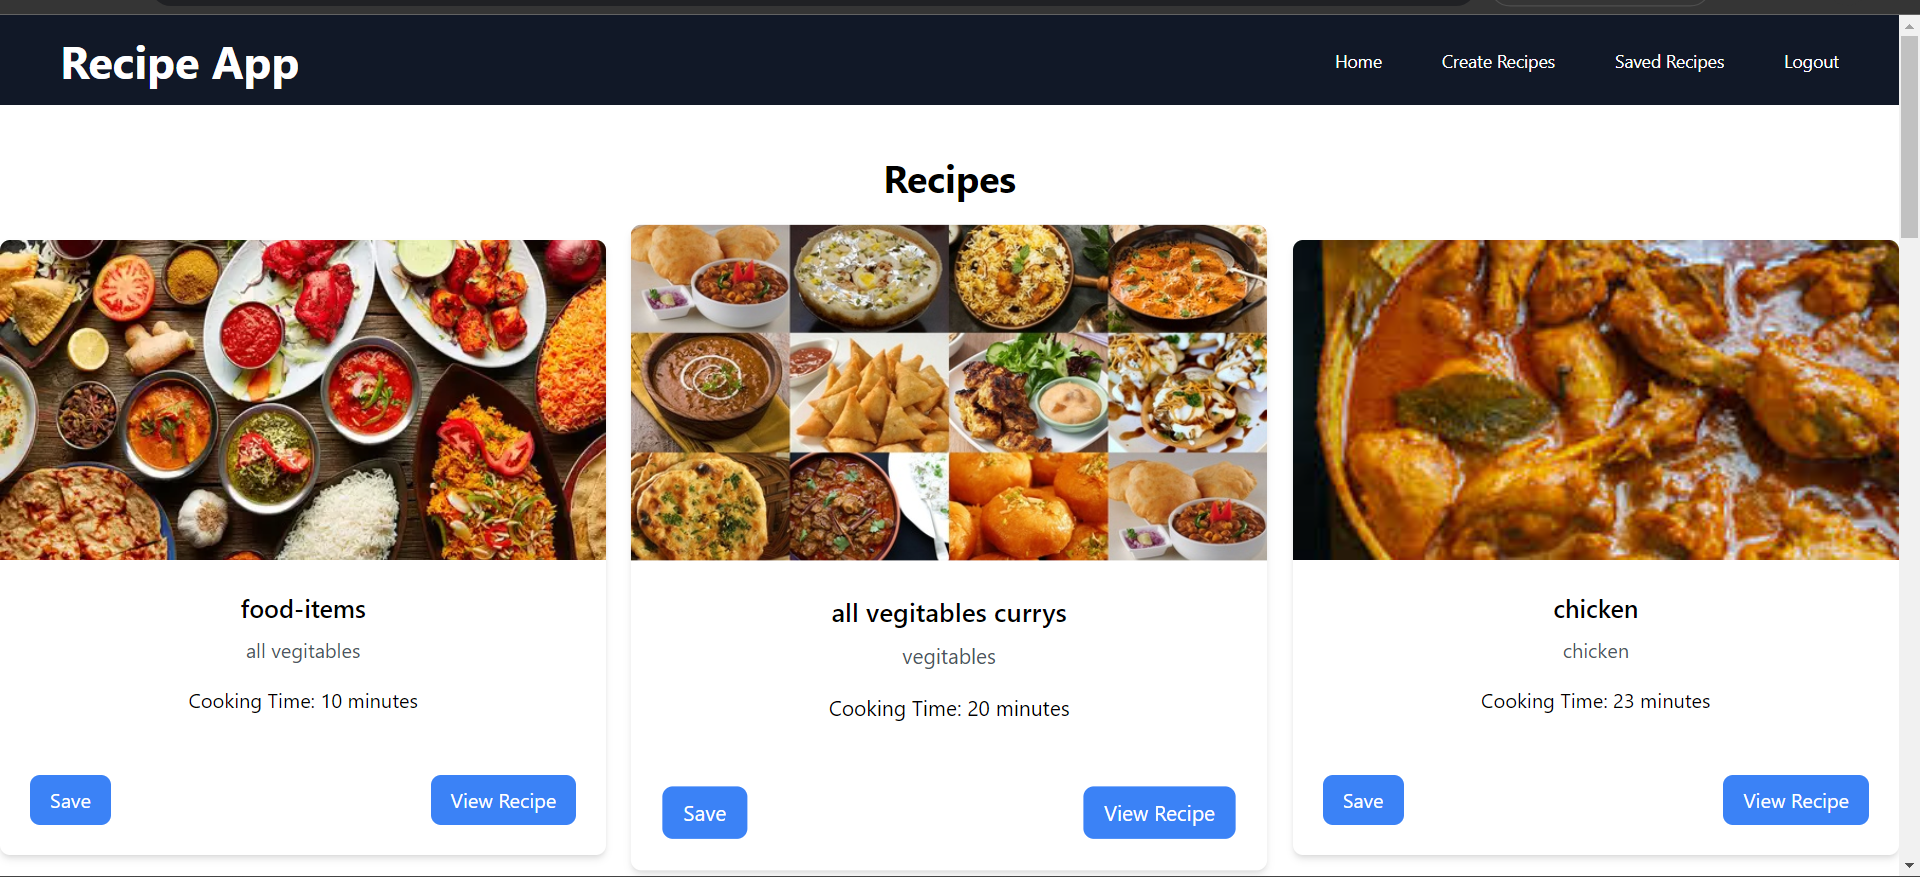 Recipe App
Home
Create Recipes
Saved Recipes
Logout
Recipes
food-items
all vegitables
Cooking Time: 10 minutes
Save
View Recipe
all vegitables currys
vegitables
Cooking Time: 20 minutes
Save
View Recipe
chicken
chicken
Cooking Time: 23 minutes
Save
View Recipe